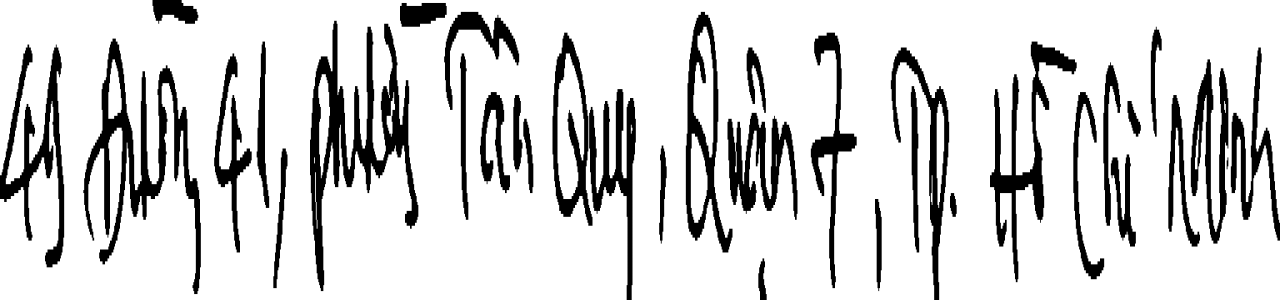 49 Đường 41, phường Tân Quy, Quận 7, TP. Hồ Chí Minh